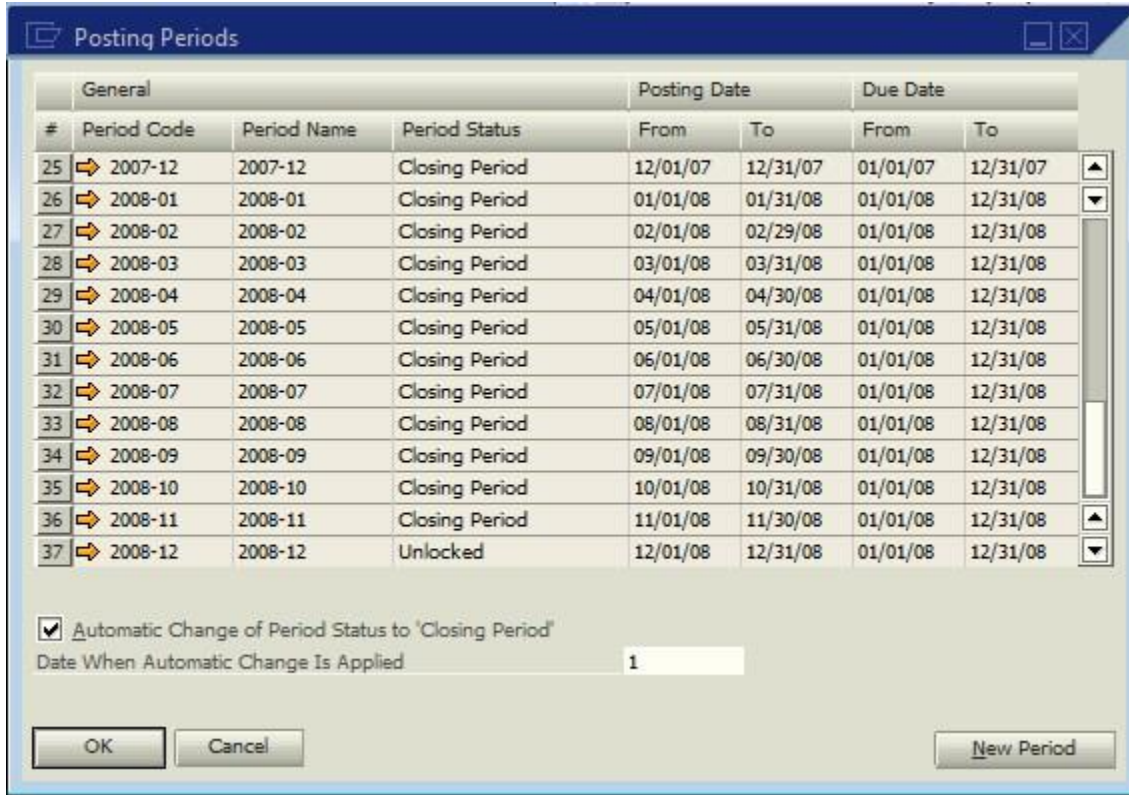 Posting Periods
General Posting Date Due Date
# Period Code Period Name Period Status From To From To
25 2007-12 2007-12 Closing Period 12/01/07 12/31/07 01/01/07 12/31/07
26 2008-01 2008-01 Closing Period 01/01/08 01/31/08 01/01/08 12/31/08
27 2008-02 2008-02 Closing Period 02/01/08 02/29/08 01/01/08 12/31/08
28 2008-03 2008-03 Closing Period 03/01/08 03/31/08 01/01/08 12/31/08
29 2008-04 2008-04 Closing Period 04/01/08 04/30/08 01/01/08 12/31/08
30 2008-05 2008-05 Closing Period 05/01/08 05/31/08 01/01/08 12/31/08
31 2008-06 2008-06 Closing Period 06/01/08 06/30/08 01/01/08 12/31/08
32 2008-07 2008-07 Closing Period 07/01/08 07/31/08 01/01/08 12/31/08
33 2008-08 2008-08 Closing Period 08/01/08 08/31/08 01/01/08 12/31/08
34 2008-09 2008-09 Closing Period 09/01/08 09/30/08 01/01/08 12/31/08
35 2008-10 2008-10 Closing Period 10/01/08 10/31/08 01/01/08 12/31/08
36 2008-11 2008-11 Closing Period 11/01/08 11/30/08 01/01/08 12/31/08
37 2008-12 2008-12 Unlocked 12/01/08 12/31/08 01/01/08 12/31/08
Automatic Change of Period Status to 'Closing Period'
Date When Automatic Change Is Applied 1
OK Cancel New Period